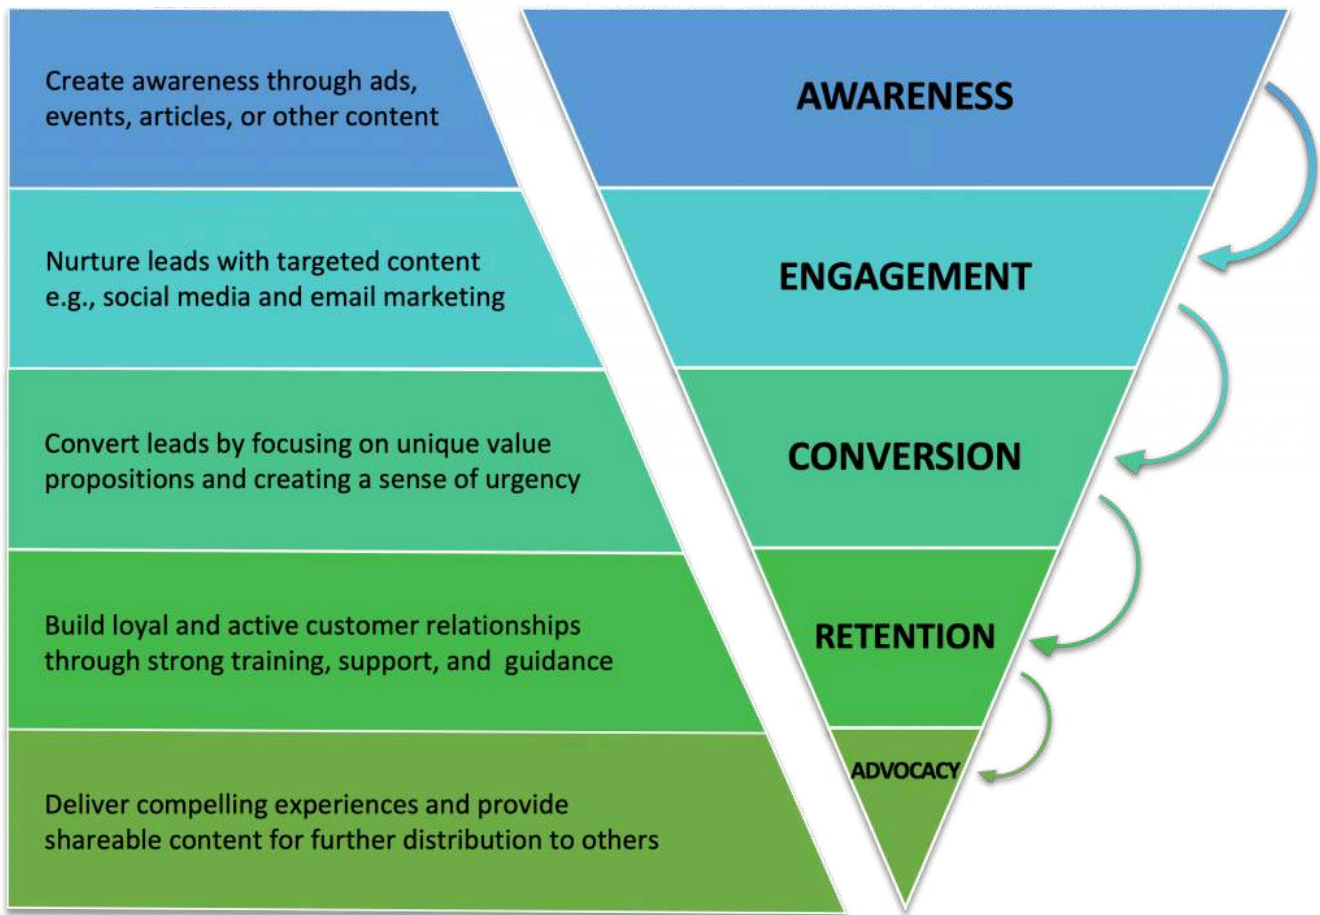 Create awareness through ads,
events, articles, or other content
AWARENESS
Nurture leads with targeted content
e.g., social media and email marketing
ENGAGEMENT
Convert leads by focusing on unique value
propositions and creating a sense of urgency
CONVERSION
Build loyal and active customer relationships
through strong training, support, and guidance
RETENTION
Deliver compelling experiences and provide
shareable content for further distribution to others
ADVOCACY